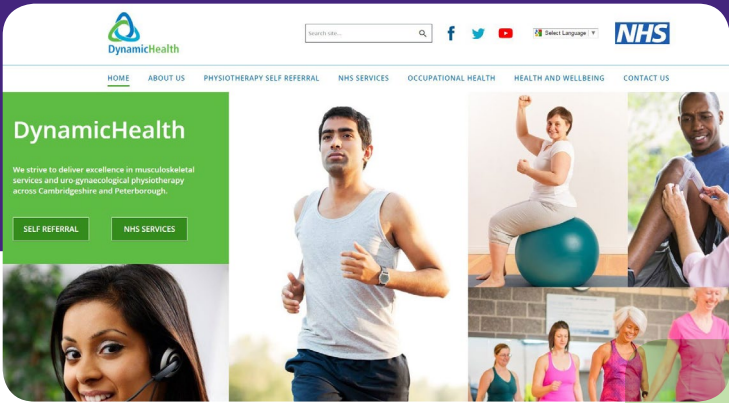 DynamicHealth
Search site...
Select Language ▼
NHS
HOME ABOUT US PHYSIOTHERAPY SELF REFERRAL NHS SERVICES OCCUPATIONAL HEALTH HEALTH AND WELLBEING CONTACT US
DynamicHealth
We strive to deliver excellence in musculoskeletal
services and uro-gynaecological physiotherapy
across Cambridgeshire and Peterborough.
SELF REFERRAL NHS SERVICES